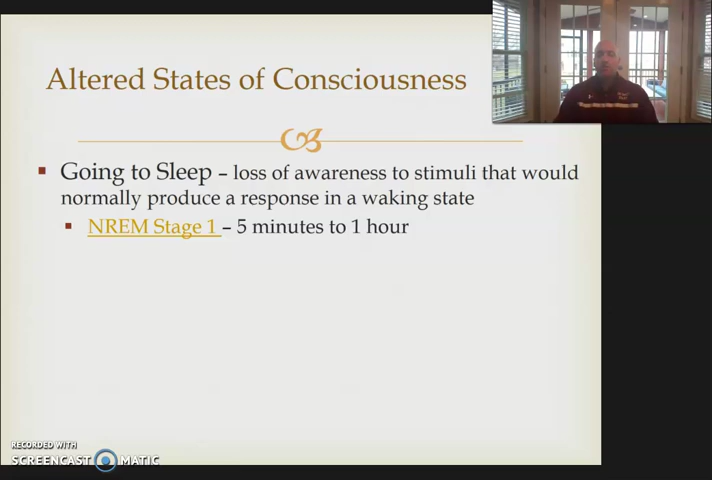 Altered States of Consciousness
Going to Sleep – loss of awareness to stimuli that would
normally produce a response in a waking state
NREM Stage 1 – 5 minutes to 1 hour
RECORDED WITH
SCREENCAST MATIC